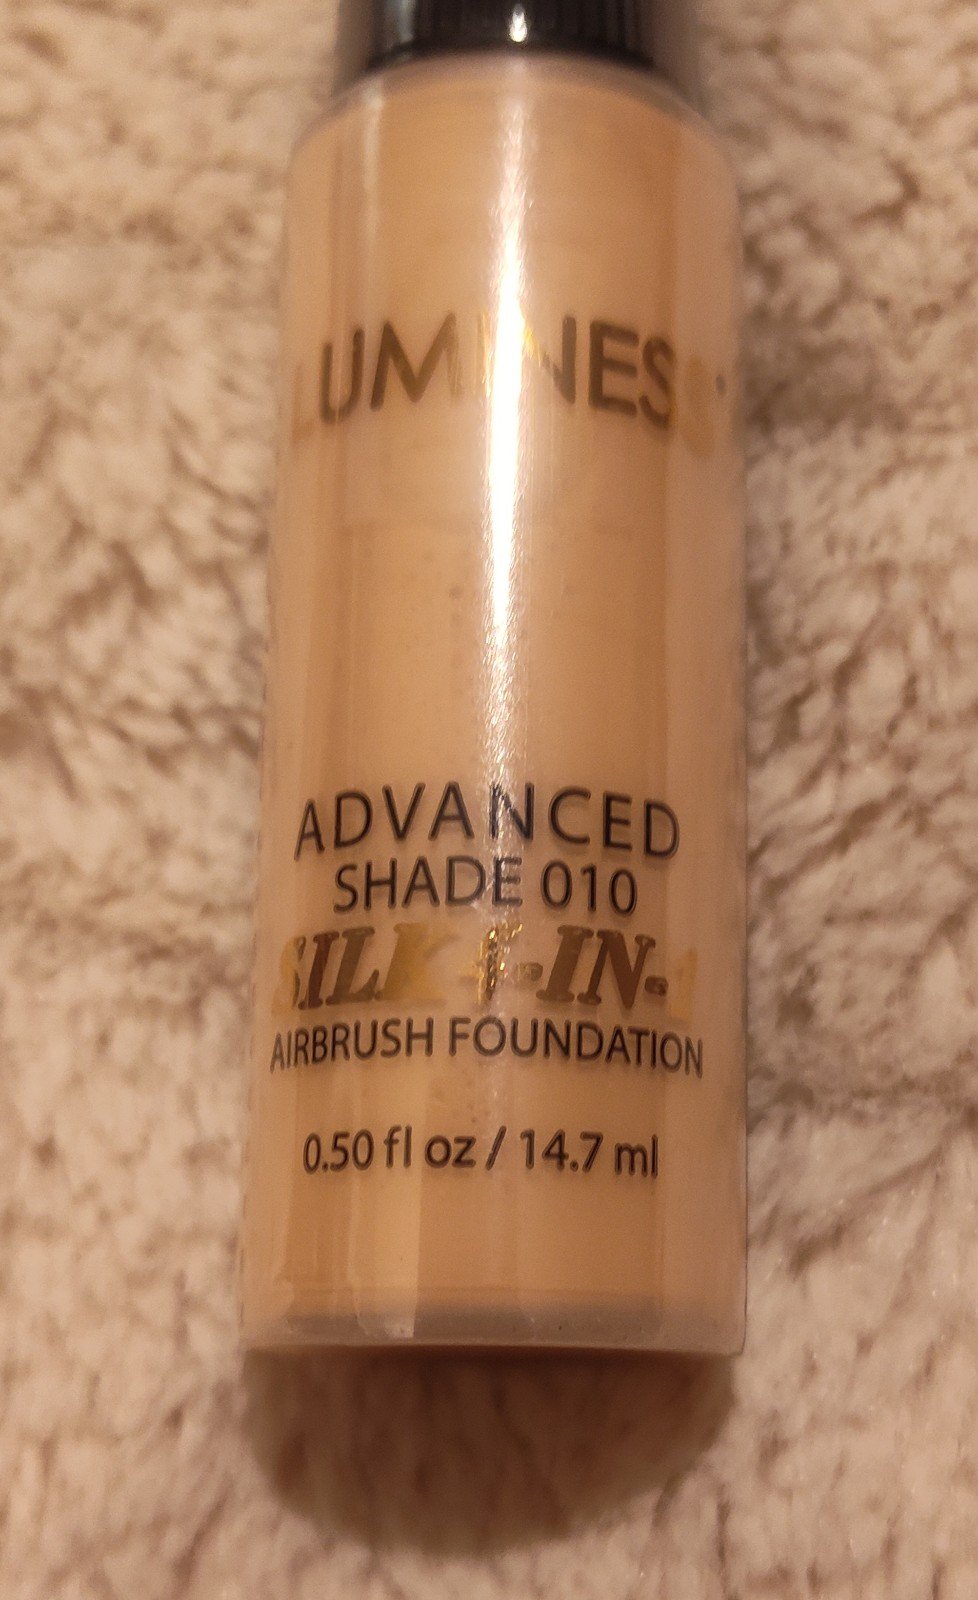 LUMINESS
ADVANCED
SHADE 010
SILK 4-IN-1
AIRBRUSH FOUNDATION
0.50 fl oz / 14.7 ml